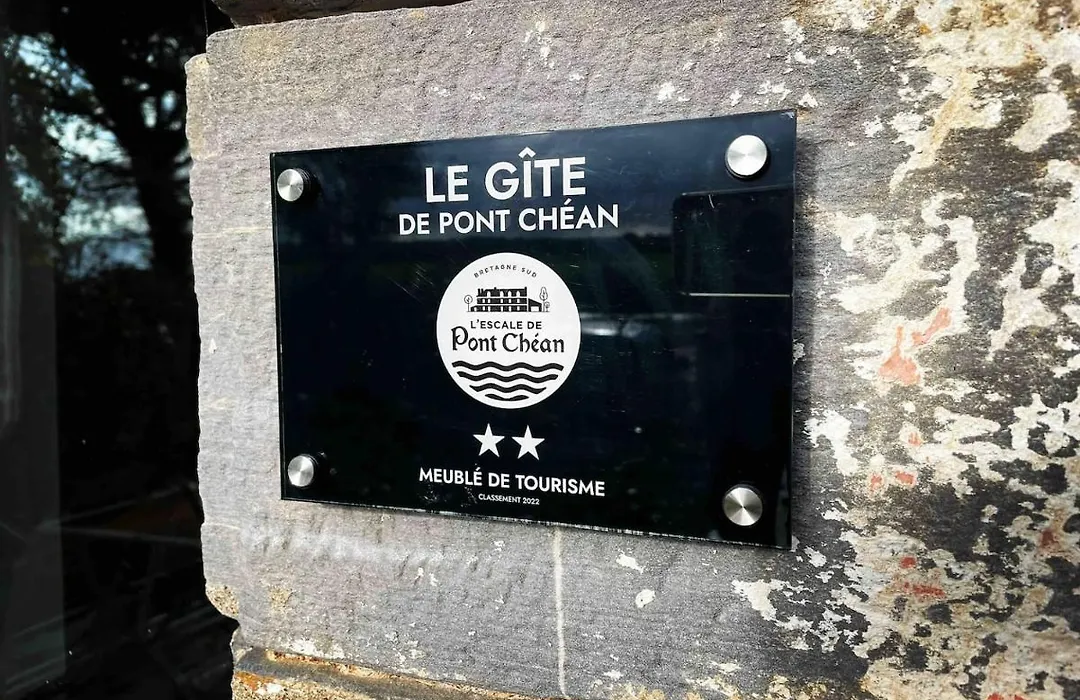 LE GÎTE
DE PONT CHÉAN
BRETAGNE SUD
L'ESCALE DE
Pont Chéan
MEUBLÉ DE TOURISME
CLASSEMENT 2022